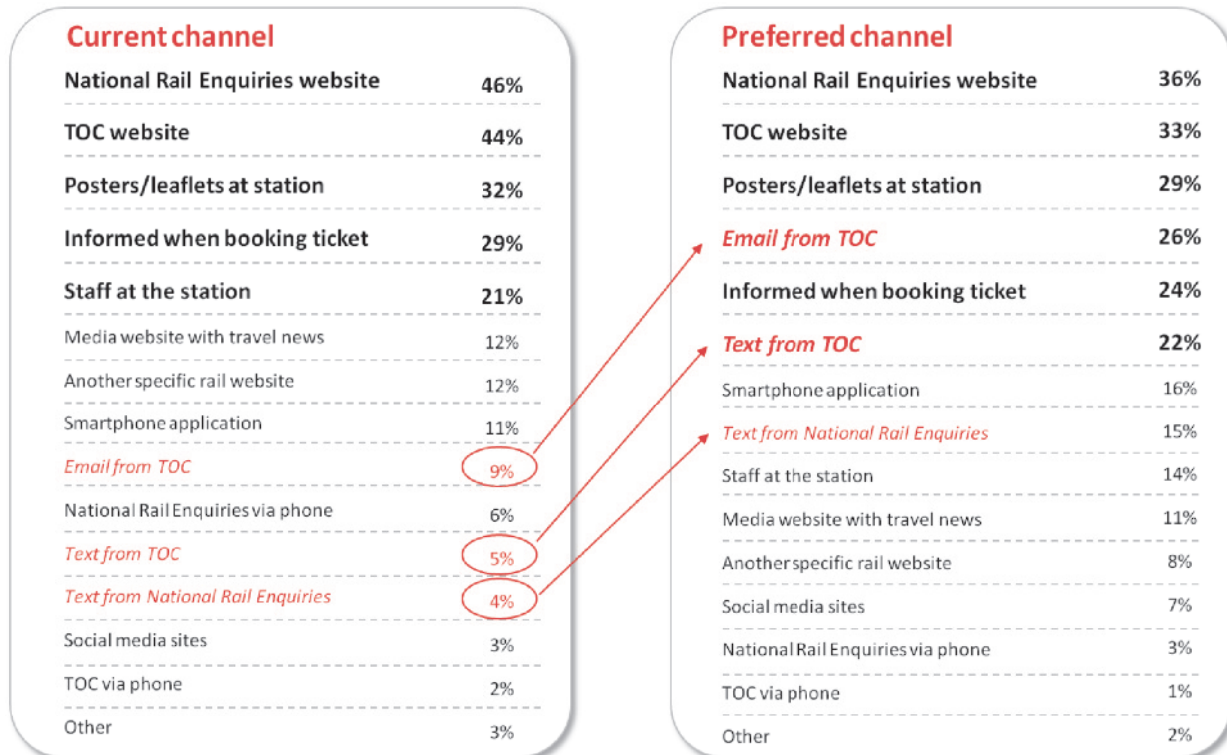 Current channel
National Rail Enquiries website 46%
TOC website 44%
Posters/leaflets at station 32%
Informed when booking ticket 29%
Staff at the station 21%
Media website with travel news 12%
Another specific rail website 12%
Smartphone application 11%
Email from TOC 9%
National Rail Enquiries via phone 6%
Text from TOC 5%
Text from National Rail Enquiries 4%
Social media sites 3%
TOC via phone 2%
Other 3%
Preferred channel
National Rail Enquiries website 36%
TOC website 33%
Posters/leaflets at station 29%
Email from TOC 26%
Informed when booking ticket 24%
Text from TOC 22%
Smartphone application 16%
Text from National Rail Enquiries 15%
Staff at the station 14%
Media website with travel news 11%
Another specific rail website 8%
Social media sites 7%
National Rail Enquiries via phone 3%
TOC via phone 1%
Other 2%